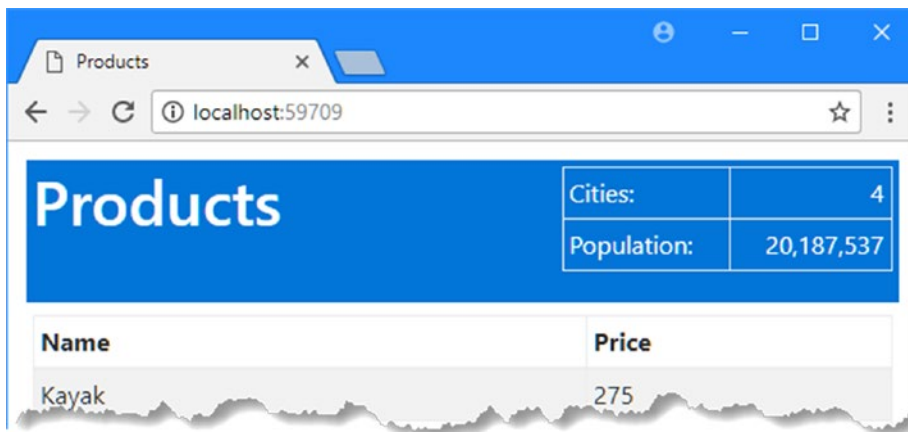 Products
localhost:59709
Products
Cities: 4
Population: 20,187,537
Name Price
Kayak 275